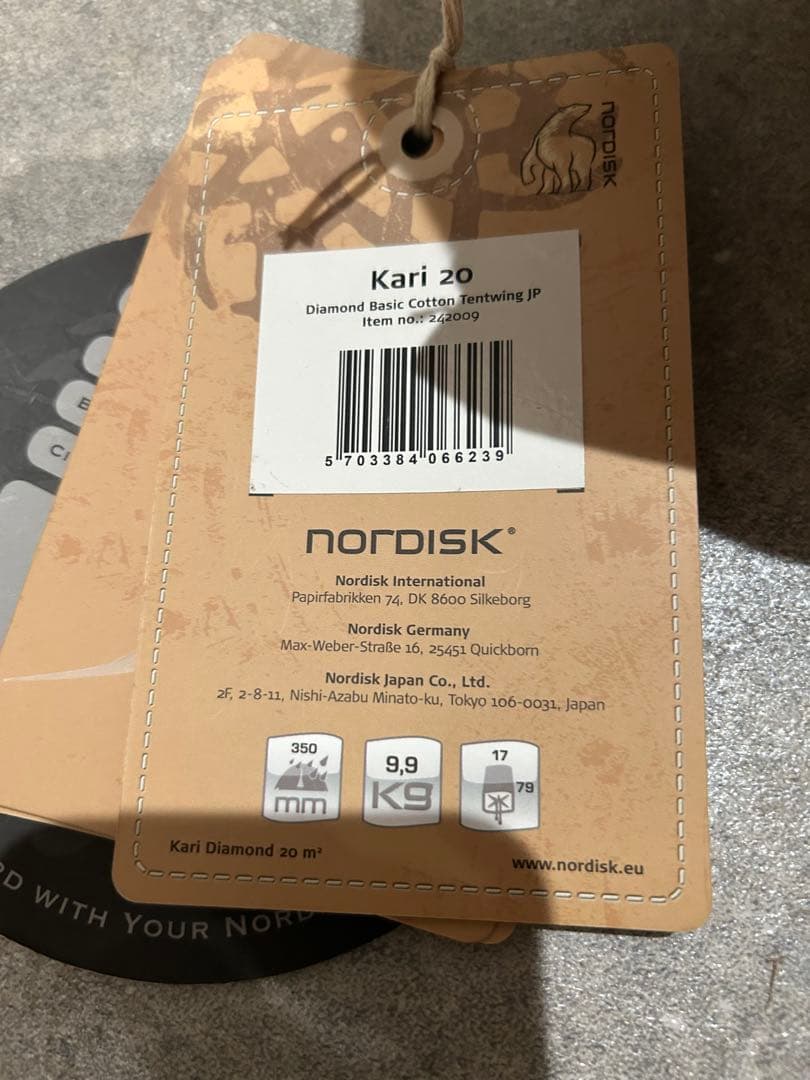 nordisk
Kari 20
Diamond Basic Cotton Tentwing JP
Item no.: 242009
5 703384 066239
nordisk®
Nordisk International
Papirfabrikken 74, DK 8600 Silkeborg
Nordisk Germany
Max-Weber-Straße 16, 25451 Quickborn
Nordisk Japan Co., Ltd.
2F, 2-8-11, Nishi-Azabu Minato-ku, Tokyo 106-0031, Japan
350
mm
9,9
Kg
17
79
Kari Diamond 20 m²
www.nordisk.eu
WITH YOUR